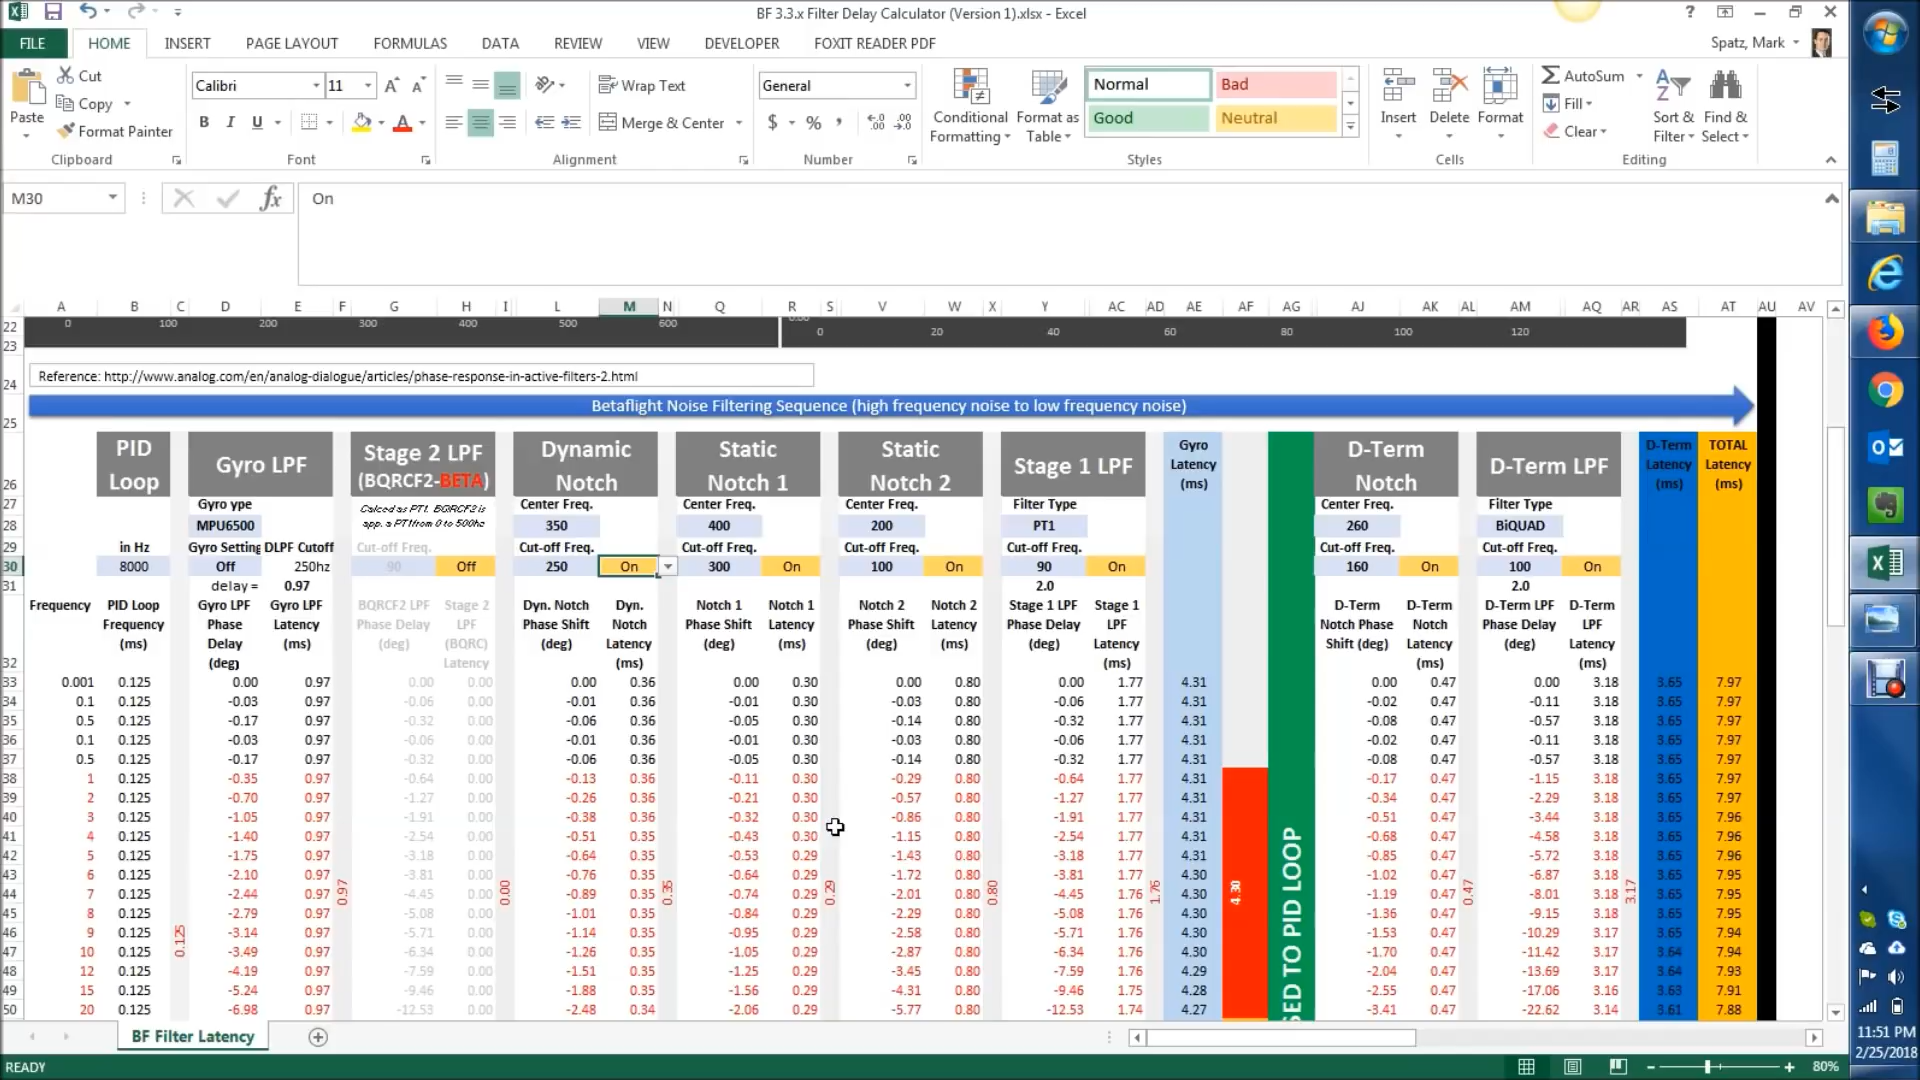 BF 3.3.x Filter Delay Calculator (Version 1).xlsx - Excel
FILE HOME INSERT PAGE LAYOUT FORMULAS DATA REVIEW VIEW DEVELOPER FOXIT READER PDF Spatz, Mark
Paste Cut Copy Format Painter Clipboard
Calibri 11 B I U Font
Wrap Text Merge & Center Alignment
General $ % , Number
Conditional Formatting Format as Table Normal Bad Good Neutral Styles
Insert Delete Format Cells
AutoSum Fill Clear Sort & Filter Find & Select Editing
M30 fx On
A B C D E F G H I L M N Q R S V W X Y AC AD AE AF AG AJ AK AL AM AQ AR AS AT AU AV
22 0 100 200 300 400 500 600 0 20 40 60 80 100 120
23
24 Reference: http://www.analog.com/en/analog-dialogue/articles/phase-response-in-active-filters-2.html
25 Betaflight Noise Filtering Sequence (high frequency noise to low frequency noise)
26 PID Loop Gyro LPF Stage 2 LPF (BQRCF2-BETA) Dynamic Notch Static Notch 1 Static Notch 2 Stage 1 LPF Gyro Latency (ms) D-Term Notch D-Term LPF D-Term Latency (ms) TOTAL Latency (ms)
27 Gyro ype Calced as PT1. BQRCF2 is app. a PT1 from 0 to 500hz Center Freq. Center Freq. Center Freq. Filter Type Center Freq. Filter Type
28 MPU6500 350 400 200 PT1 260 BiQUAD
29 in Hz Gyro Setting DLPF Cutoff Cut-off Freq. Cut-off Freq. Cut-off Freq. Cut-off Freq. Cut-off Freq. Cut-off Freq. Cut-off Freq.
30 8000 Off 250hz 90 Off 250 On 300 On 100 On 90 On 160 On 100 On
31 delay = 0.97 2.0 2.0
32 Frequency PID Loop Frequency (ms) Gyro LPF Phase Delay (deg) Gyro LPF Latency (ms) BQRCF2 LPF Phase Delay (deg) Stage 2 LPF (BQRC) Latency Dyn. Notch Phase Shift (deg) Dyn. Notch Latency (ms) Notch 1 Phase Shift (deg) Notch 1 Latency (ms) Notch 2 Phase Shift (deg) Notch 2 Latency (ms) Stage 1 LPF Phase Delay (deg) Stage 1 LPF Latency (ms) D-Term Notch Phase Shift (deg) D-Term Notch Latency (ms) D-Term LPF Phase Delay (deg) D-Term LPF Latency (ms)
33 0.001 0.125 0.00 0.97 0.00 0.00 0.00 0.36 0.00 0.30 0.00 0.80 0.00 1.77 4.31 0.00 0.47 0.00 3.18 3.65 7.97
34 0.1 0.125 -0.03 0.97 -0.06 0.00 -0.01 0.36 -0.01 0.30 -0.03 0.80 -0.06 1.77 4.31 -0.02 0.47 -0.11 3.18 3.65 7.97
35 0.5 0.125 -0.17 0.97 -0.32 0.00 -0.06 0.36 -0.05 0.30 -0.14 0.80 -0.32 1.77 4.31 -0.08 0.47 -0.57 3.18 3.65 7.97
36 0.1 0.125 -0.03 0.97 -0.06 0.00 -0.01 0.36 -0.01 0.30 -0.03 0.80 -0.06 1.77 4.31 -0.02 0.47 -0.11 3.18 3.65 7.97
37 0.5 0.125 -0.17 0.97 -0.32 0.00 -0.06 0.36 -0.05 0.30 -0.14 0.80 -0.32 1.77 4.31 -0.08 0.47 -0.57 3.18 3.65 7.97
38 1 0.125 -0.35 0.97 -0.64 0.00 -0.13 0.36 -0.11 0.30 -0.29 0.80 -0.64 1.77 4.31 -0.17 0.47 -1.15 3.18 3.65 7.97
39 2 0.125 -0.70 0.97 -1.27 0.00 -0.26 0.36 -0.21 0.30 -0.57 0.80 -1.27 1.77 4.31 -0.34 0.47 -2.29 3.18 3.65 7.97
40 3 0.125 -1.05 0.97 -1.91 0.00 -0.38 0.36 -0.32 0.30 -0.86 0.80 -1.91 1.77 4.31 -0.51 0.47 -3.44 3.18 3.65 7.96
41 4 0.125 -1.40 0.97 -2.54 0.00 -0.51 0.35 -0.43 0.30 -1.15 0.80 -2.54 1.77 4.31 -0.68 0.47 -4.58 3.18 3.65 7.96
42 5 0.125 -1.75 0.97 -3.18 0.00 -0.64 0.35 -0.53 0.29 -1.43 0.80 -3.18 1.77 4.31 -0.85 0.47 -5.72 3.18 3.65 7.96
43 6 0.125 -2.10 0.97 -3.81 0.00 -0.76 0.35 -0.64 0.29 -1.72 0.80 -3.81 1.77 4.31 -1.02 0.47 -6.87 3.18 3.65 7.95
44 7 0.125 -2.44 0.97 -4.45 0.00 -0.89 0.35 -0.74 0.29 -2.01 0.80 -4.45 1.76 4.30 -1.19 0.47 -8.01 3.18 3.65 7.95
45 8 0.125 -2.79 0.97 -5.08 0.00 -1.01 0.35 -0.84 0.29 -2.29 0.80 -5.08 1.76 4.30 -1.36 0.47 -9.15 3.18 3.65 7.95
46 9 0.125 -3.14 0.97 -5.71 0.00 -1.14 0.35 -0.95 0.29 -2.58 0.80 -5.71 1.76 4.30 -1.53 0.47 -10.29 3.17 3.65 7.94
47 10 0.125 -3.49 0.97 -6.34 0.00 -1.26 0.35 -1.05 0.29 -2.87 0.80 -6.34 1.76 4.30 -1.70 0.47 -11.42 3.17 3.64 7.94
48 12 0.125 -4.19 0.97 -7.59 0.00 -1.51 0.35 -1.25 0.29 -3.45 0.80 -7.59 1.76 4.29 -2.04 0.47 -13.69 3.17 3.64 7.93
49 15 0.125 -5.24 0.97 -9.46 0.00 -1.88 0.35 -1.56 0.29 -4.31 0.80 -9.46 1.75 4.28 -2.55 0.47 -17.06 3.16 3.63 7.91
50 20 0.125 -6.98 0.97 -12.53 0.00 -2.48 0.34 -2.06 0.29 -5.77 0.80 -12.53 1.74 4.27 -3.41 0.47 -22.62 3.14 3.61 7.88
0.125 0.97 0.00 0.35 0.29 0.80 1.76 4.30 SED TO PID LOOP 0.47 3.17
BF Filter Latency
READY 80%
11:51 PM
2/25/2018